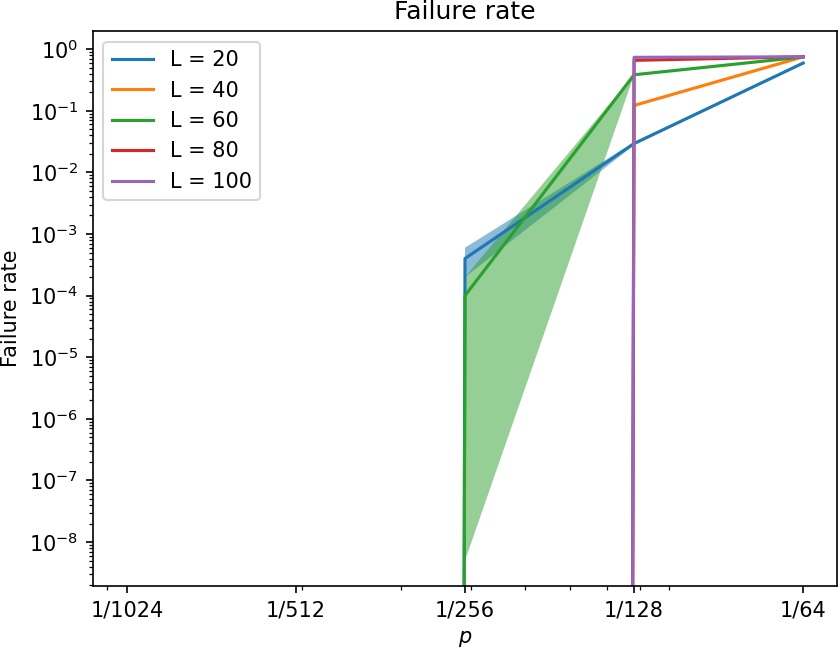 Failure rate
L = 20
L = 40
L = 60
L = 80
L = 100
Failure rate
10⁰
10⁻¹
10⁻²
10⁻³
10⁻⁴
10⁻⁵
10⁻⁶
10⁻⁷
10⁻⁸
1/1024 1/512 1/256 1/128 1/64
p